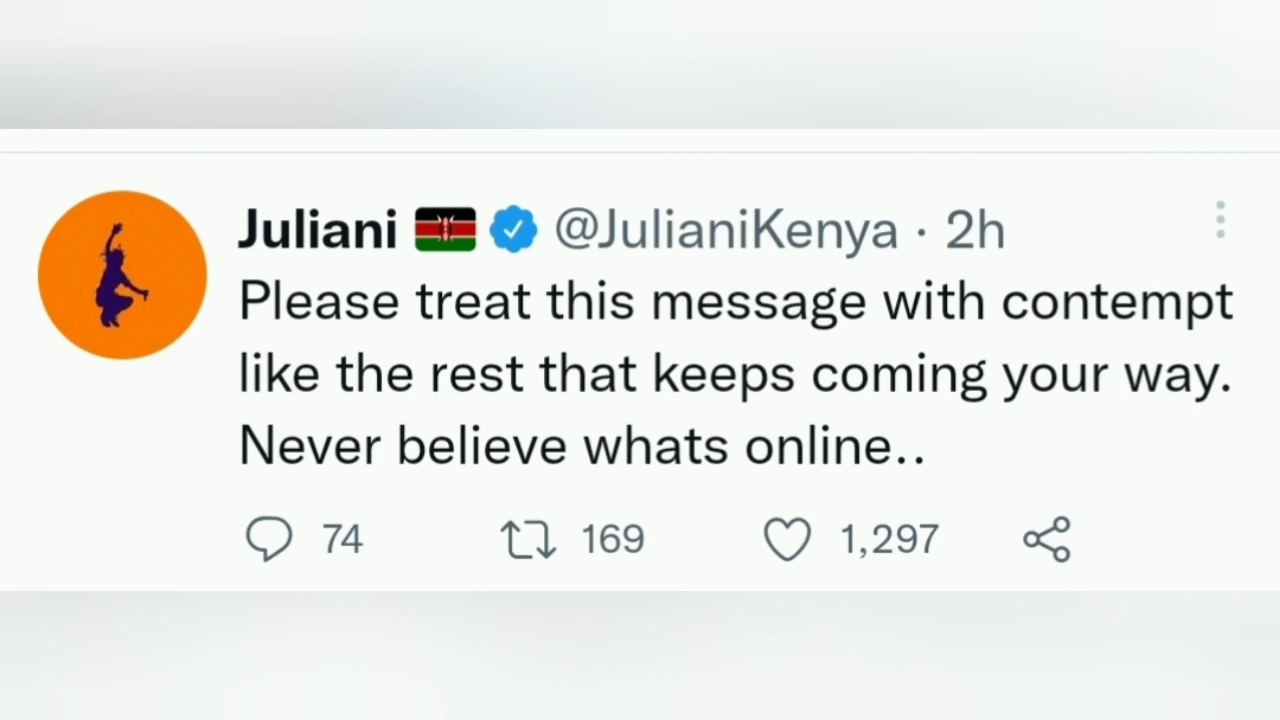 Juliani 🇰🇪 @JulianiKenya · 2h
Please treat this message with contempt
like the rest that keeps coming your way.
Never believe whats online..
74 169 1,297